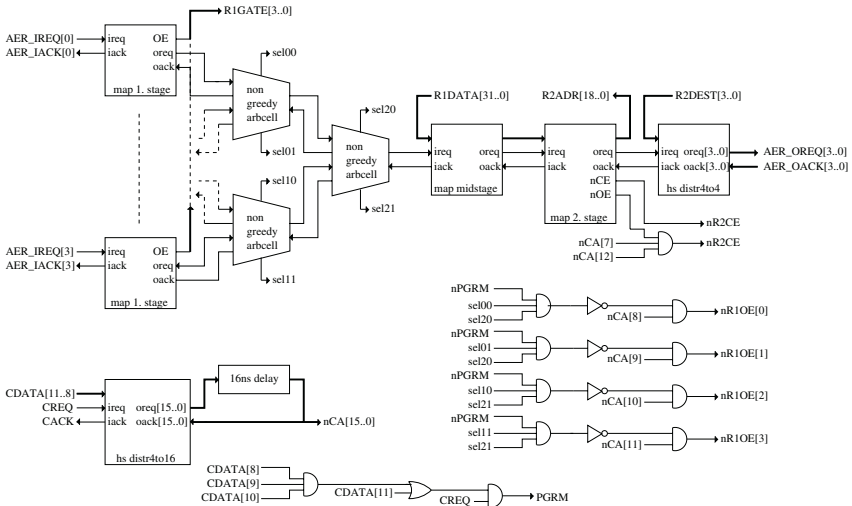 R1GATE[3..0]
AER_IREQ[0]
AER_IACK[0]
ireq OE
iack oreq
oack
map 1. stage
sel00
non
greedy
arbcell
sel01
sel20
non
greedy
arbcell
sel21
sel10
non
greedy
arbcell
sel11
AER_IREQ[3]
AER_IACK[3]
ireq OE
iack oreq
oack
map 1. stage
R1DATA[31..0]
ireq oreq
iack oack
map midstage
R2ADR[18..0]
ireq oreq
iack oack
nCE
nOE
map 2. stage
R2DEST[3..0]
ireq oreq[3..0]
iack oack[3..0]
hs distr4to4
AER_OREQ[3..0]
AER_OACK[3..0]
nR2CE
nCA[7]
nCA[12]
nR2CE
nPGRM
sel00
sel20
nCA[8]
nR1OE[0]
nPGRM
sel01
sel20
nCA[9]
nR1OE[1]
nPGRM
sel10
sel21
nCA[10]
nR1OE[2]
nPGRM
sel11
sel21
nCA[11]
nR1OE[3]
16ns delay
CDATA[11..8]
CREQ
CACK
ireq oreq[15..0]
iack oack[15..0]
hs distr4to16
nCA[15..0]
CDATA[8]
CDATA[9]
CDATA[10]
CDATA[11]
CREQ
PGRM